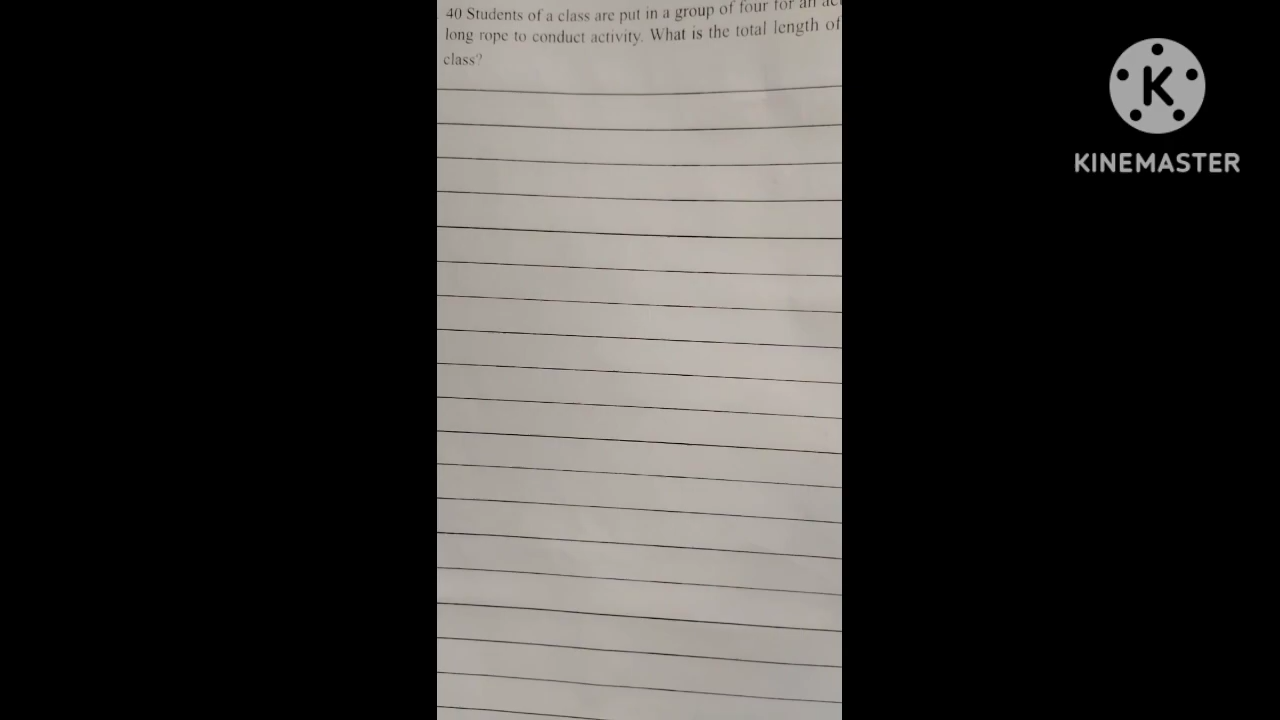 40 Students of a class are put in a group of four for an
long rope to conduct activity. What is the total length of
class?
K
KINEMASTER